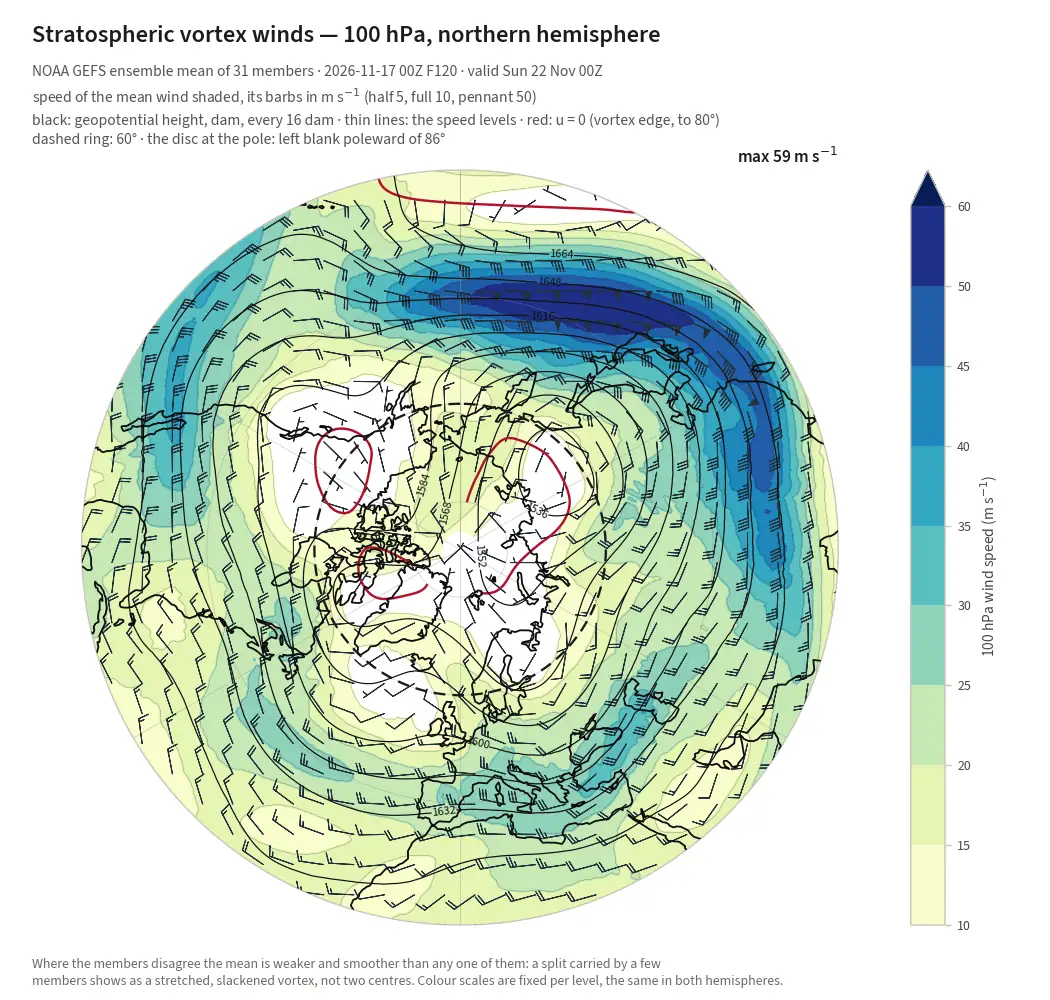 Stratospheric vortex winds — 100 hPa, northern hemisphere
NOAA GEFS ensemble mean of 31 members · 2026-11-17 00Z F120 · valid Sun 22 Nov 00Z
speed of the mean wind shaded, its barbs in m s⁻¹ (half 5, full 10, pennant 50)
black: geopotential height, dam, every 16 dam · thin lines: the speed levels · red: u = 0 (vortex edge, to 80°)
dashed ring: 60° · the disc at the pole: left blank poleward of 86°
max 59 m s⁻¹
1664
1648
1616
1584
1568
1536
1552
1600
1632
60
50
45
40
35
30
25
20
15
10
100 hPa wind speed (m s⁻¹)
Where the members disagree the mean is weaker and smoother than any one of them: a split carried by a few
members shows as a stretched, slackened vortex, not two centres. Colour scales are fixed per level, the same in both hemispheres.